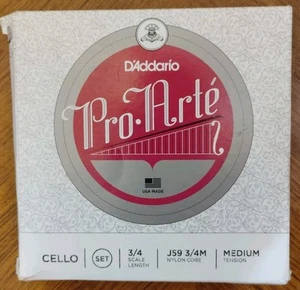 D'Addario
Pro·Arté
USA MADE
CELLO SET 3/4 SCALE LENGTH J59 3/4M NYLON CORE MEDIUM TENSION